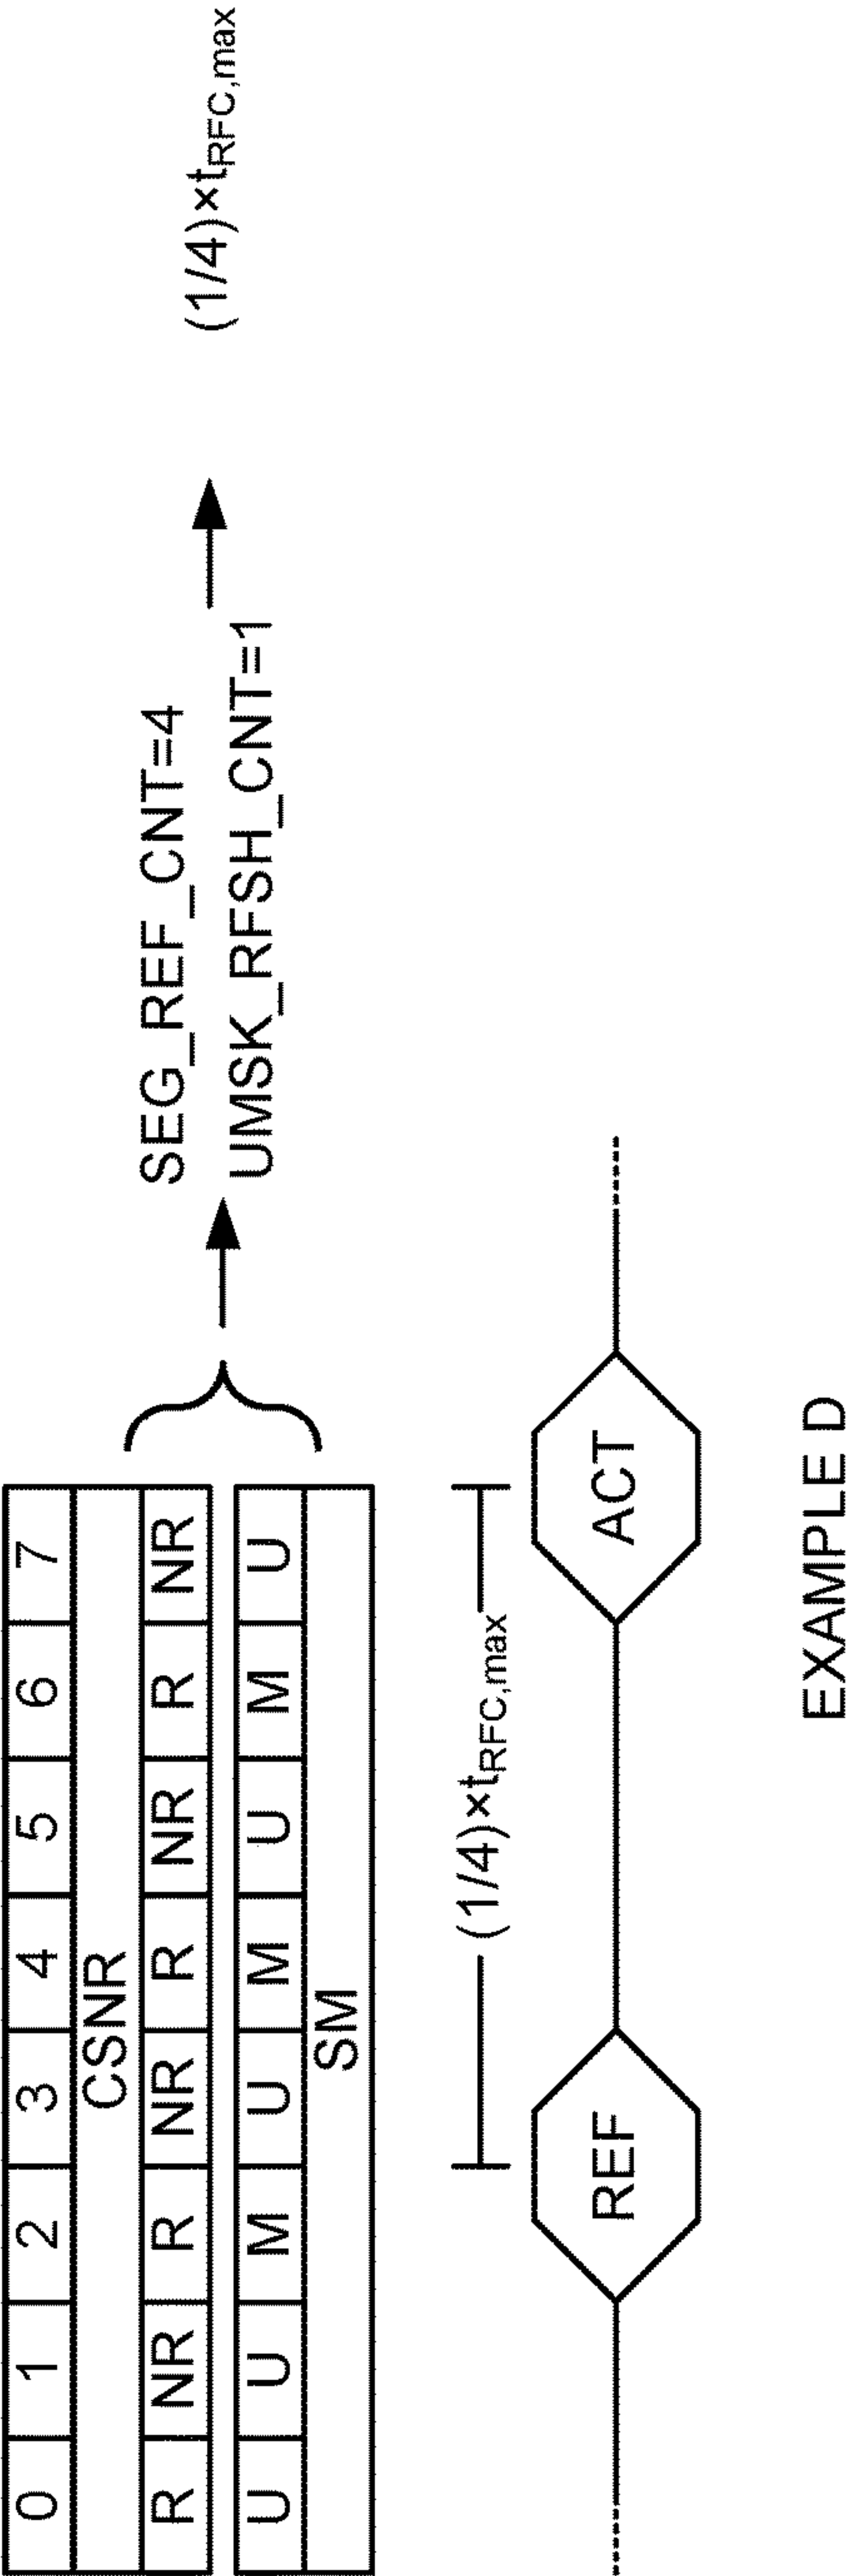 0 1 2 3 4 5 6 7
CSNR
R NR R NR R NR R NR
U U M U M U M U
SM
SEG_REF_CNT=4
UMSK_RFSH_CNT=1
(1/4)×tRFC,max
(1/4)×tRFC,max
REF ACT
EXAMPLE D